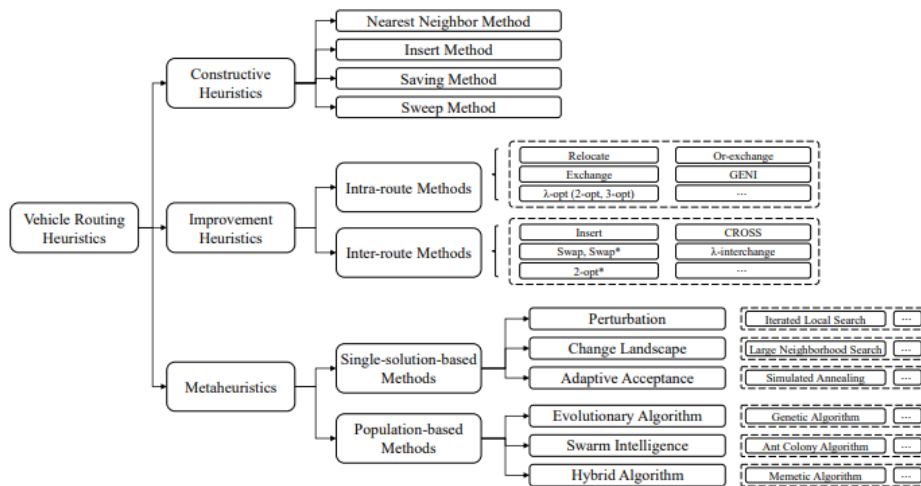 Vehicle Routing
Heuristics
Constructive
Heuristics
Nearest Neighbor Method
Insert Method
Saving Method
Sweep Method
Improvement
Heuristics
Intra-route Methods
Relocate
Or-exchange
Exchange
GENI
λ-opt (2-opt, 3-opt)
...
Inter-route Methods
Insert
CROSS
Swap, Swap*
λ-interchange
2-opt*
...
Metaheuristics
Single-solution-based
Methods
Perturbation
Iterated Local Search
...
Change Landscape
Large Neighborhood Search
...
Adaptive Acceptance
Simulated Annealing
...
Population-based
Methods
Evolutionary Algorithm
Genetic Algorithm
...
Swarm Intelligence
Ant Colony Algorithm
...
Hybrid Algorithm
Memetic Algorithm
...